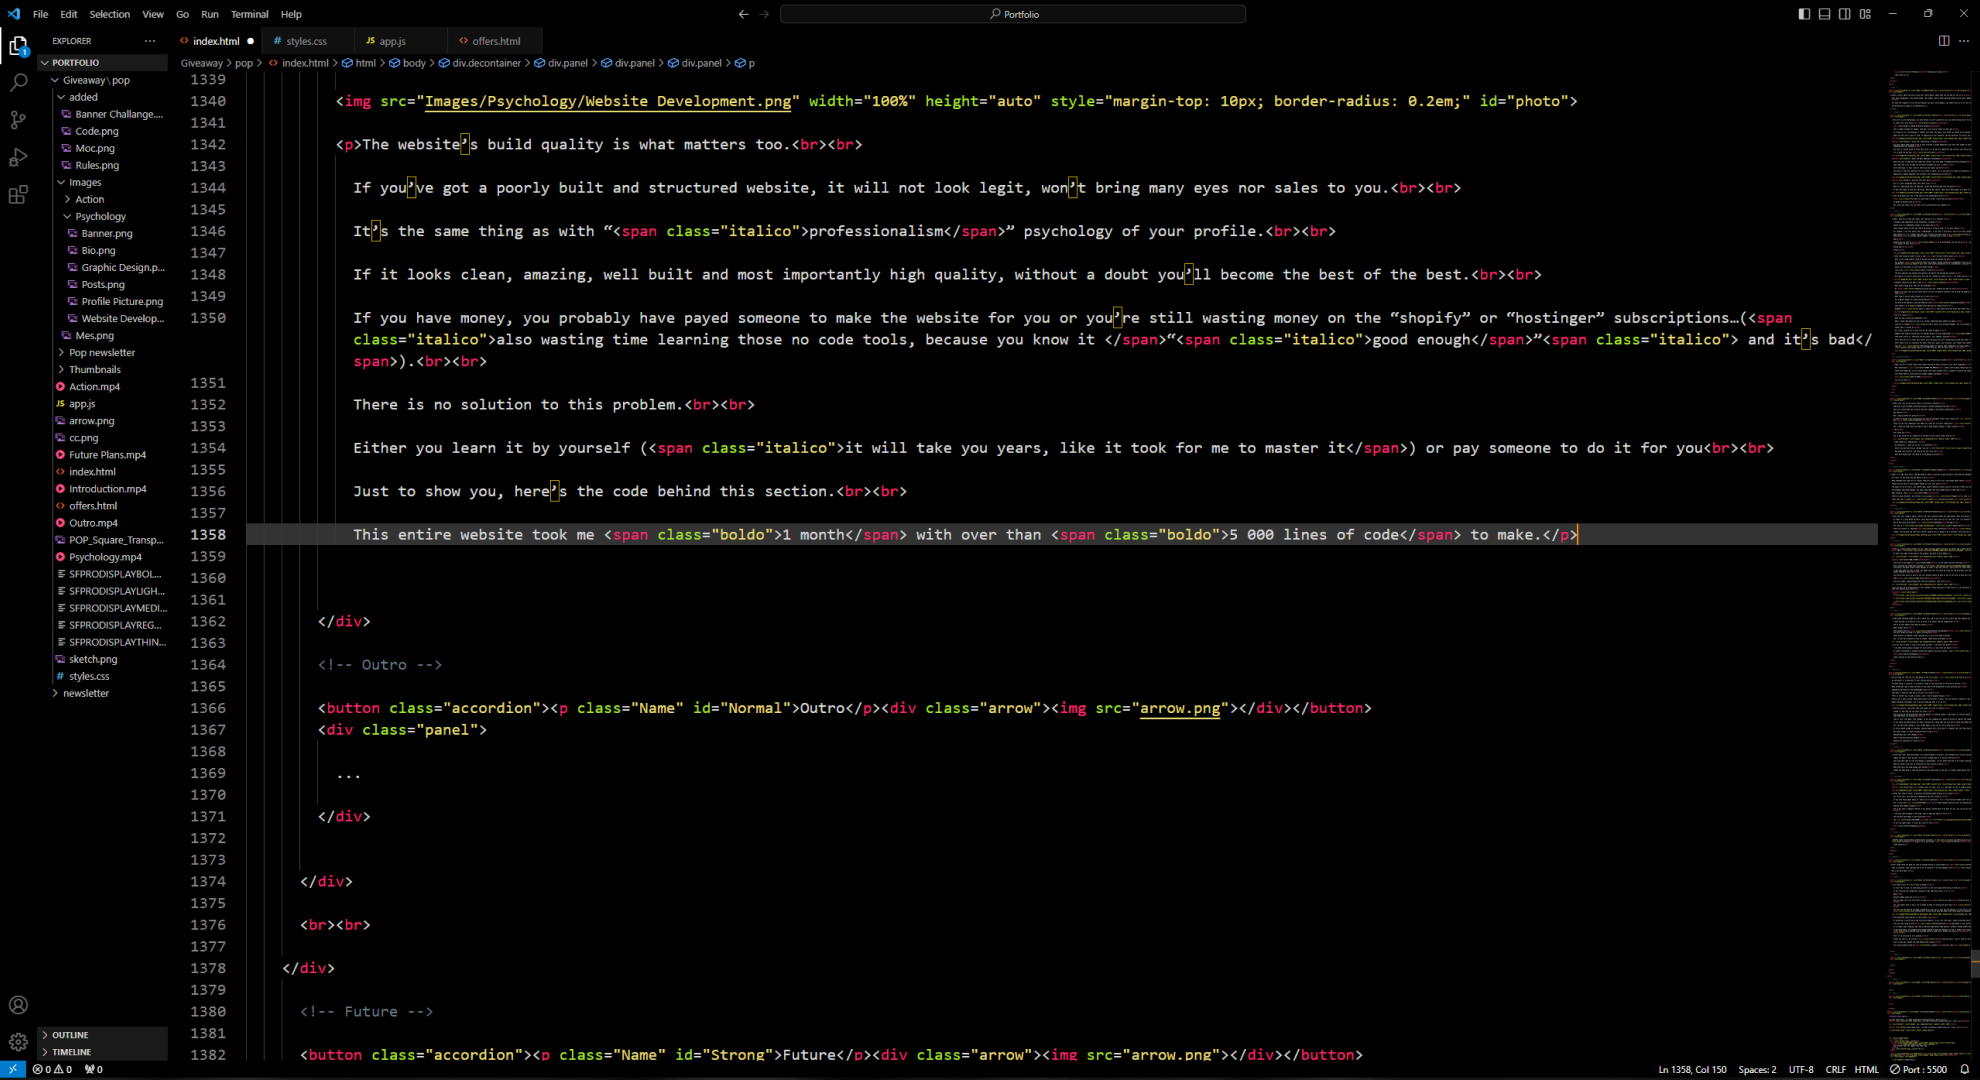 File Edit Selection View Go Run Terminal Help
Portfolio
EXPLORER
index.html
styles.css
JS app.js
offers.html
Giveaway > pop > index.html > html > body > div.decontainer > div.panel > div.panel > div.panel > p
PORTFOLIO
Giveaway \ pop
added
Banner Challange....
Code.png
Moc.png
Rules.png
Images
Action
Psychology
Banner.png
Bio.png
Graphic Design.p...
Posts.png
Profile Picture.png
Website Develop...
Mes.png
Pop newsletter
Thumbnails
Action.mp4
JS app.js
arrow.png
cc.png
Future Plans.mp4
index.html
Introduction.mp4
offers.html
Outro.mp4
POP_Square_Transp...
Psychology.mp4
SFPRODISPLAYBOL...
SFPRODISPLAYLIGH...
SFPRODISPLAYMEDI...
SFPRODISPLAYREG...
SFPRODISPLAYTHIN...
sketch.png
# styles.css
newsletter
OUTLINE
TIMELINE
1339
1340 <img src="Images/Psychology/Website Development.png" width="100%" height="auto" style="margin-top: 10px; border-radius: 0.2em;" id="photo">
1341
1342 <p>The website’s build quality is what matters too.<br><br>
1343
1344 If you’ve got a poorly built and structured website, it will not look legit, won’t bring many eyes nor sales to you.<br><br>
1345
1346 It’s the same thing as with “<span class="italico">professionalism</span>” psychology of your profile.<br><br>
1347
1348 If it looks clean, amazing, well built and most importantly high quality, without a doubt you’ll become the best of the best.<br><br>
1349
1350 If you have money, you probably have payed someone to make the website for you or you’re still wasting money on the “shopify” or “hostinger” subscriptions…(<span
class="italico">also wasting time learning those no code tools, because you know it </span>“<span class="italico">good enough</span>”<span class="italico"> and it’s bad</
span>).<br><br>
1351
1352 There is no solution to this problem.<br><br>
1353
1354 Either you learn it by yourself (<span class="italico">it will take you years, like it took for me to master it</span>) or pay someone to do it for you<br><br>
1355
1356 Just to show you, here’s the code behind this section.<br><br>
1357
1358 This entire website took me <span class="boldo">1 month</span> with over than <span class="boldo">5 000 lines of code</span> to make.</p>
1359
1360
1361
1362 </div>
1363
1364 <!-- Outro -->
1365
1366 <button class="accordion"><p class="Name" id="Normal">Outro</p><div class="arrow"><img src="arrow.png"></div></button>
1367 <div class="panel">
1368
1369 ...
1370
1371 </div>
1372
1373
1374 </div>
1375
1376 <br><br>
1377
1378 </div>
1379
1380 <!-- Future -->
1381
1382 <button class="accordion"><p class="Name" id="Strong">Future</p><div class="arrow"><img src="arrow.png"></div></button>
0 0 0
Ln 1358, Col 150 Spaces: 2 UTF-8 CRLF HTML Port : 5500